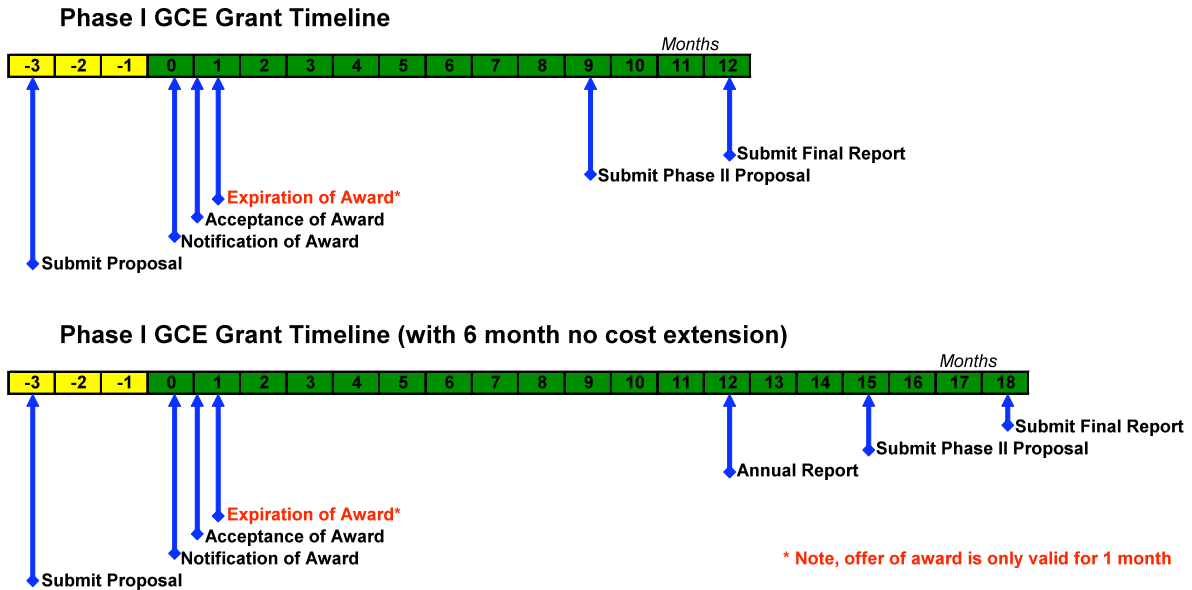 Phase I GCE Grant Timeline
Months
-3 -2 -1 0 1 2 3 4 5 6 7 8 9 10 11 12
Submit Final Report
Submit Phase II Proposal
Expiration of Award*
Acceptance of Award
Notification of Award
Submit Proposal
Phase I GCE Grant Timeline (with 6 month no cost extension)
Months
-3 -2 -1 0 1 2 3 4 5 6 7 8 9 10 11 12 13 14 15 16 17 18
Submit Final Report
Submit Phase II Proposal
Annual Report
Expiration of Award*
Acceptance of Award
Notification of Award
* Note, offer of award is only valid for 1 month
Submit Proposal